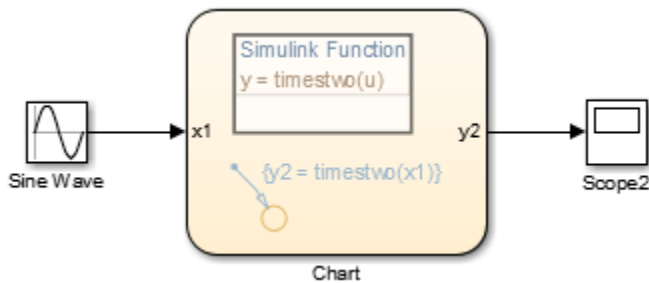 Simulink Function
y = timestwo(u)
x1
y2
{y2 = timestwo(x1)}
Sine Wave
Scope2
Chart